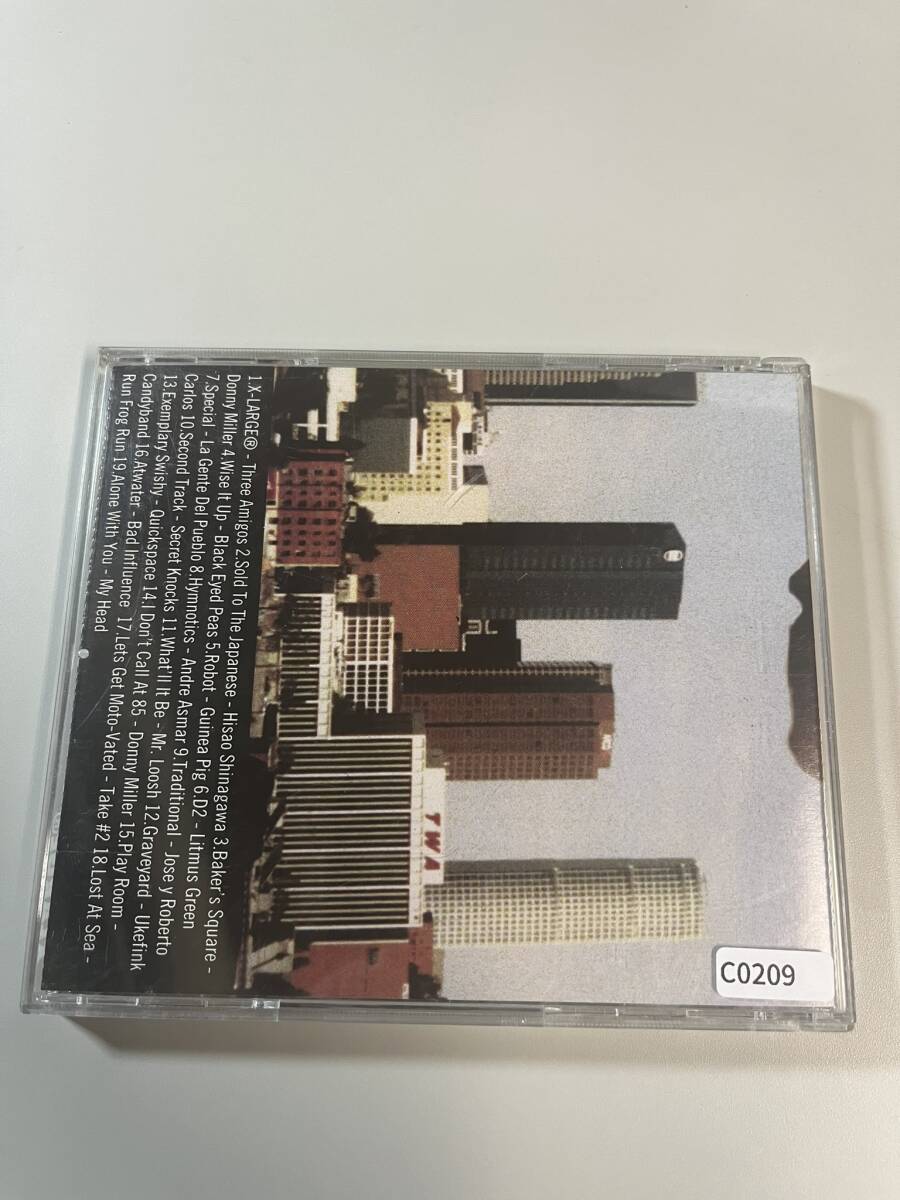 1.X-LARGE® - Three Amigos 2.Sold To The Japanese - Hisao Shinagawa 3.Baker's Square -
Donny Miller 4.Wise It Up - Black Eyed Peas 5.Robot - Guinea Pig 6.D2 - Litmus Green
7.Special - La Gente Del Pueblo 8.Hymnotics - Andre Asmar 9.Traditional - Jose y Roberto
Carlos 10.Second Track - Secret Knocks 11.What'll It Be - Mr. Loosh 12.Graveyard - Ukefink
13.Exemplary Swishy - Quickspace 14.I Don't Call At 85 - Donny Miller 15.Play Room -
Candyband 16.Atwater - Bad Influence 17.Lets Get Moto-Vated - Take #2 18.Lost At Sea -
Run Frog Run 19.Alone With You - My Head
TWA
C0209